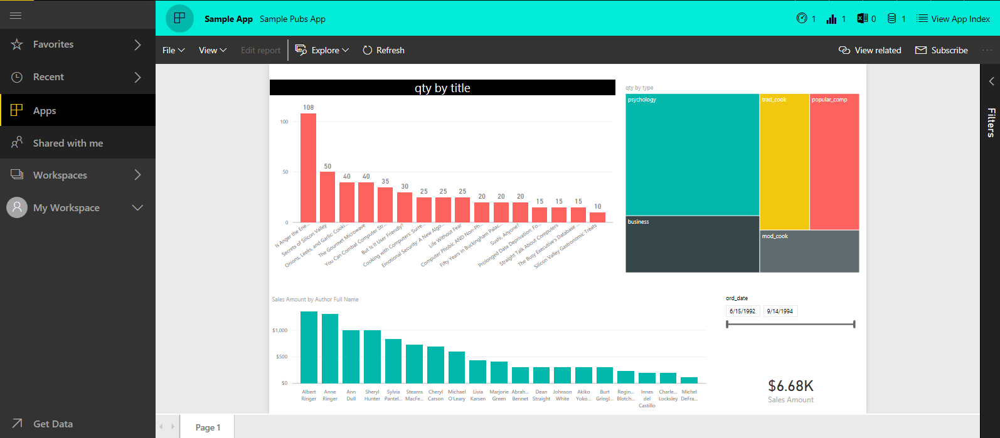 Sample App Sample Pubs App 1 1 0 1 View App Index
File View Edit report Explore Refresh View related Subscribe
Favorites
Recent
Apps
Shared with me
Workspaces
My Workspace
Get Data
qty by title
108
50
40
40
35
30
25
25
25
20
20
20
15
15
15
10
100
50
0
Is Anger the Ene...
Secrets of Silicon Valley
Onions, Leeks, and Garlic: Cooki...
The Gourmet Microwave
You Can Combat Computer Str...
But Is It User Friendly?
Cooking with Computers: Surre...
Emotional Security: A New Algo...
Life Without Fear
Computer Phobic AND Non-Ph...
Fifty Years in Buckingham Palac...
Sushi, Anyone?
Prolonged Data Deprivation: Fo...
Straight Talk About Computers
The Busy Executive's Database ...
Silicon Valley Gastronomic Treats
qty by type
psychology
trad_cook
popular_comp
business
mod_cook
Filters
Sales Amount by Author Full Name
$1,000
$500
$0
Albert
Ringer
Anne
Ringer
Ann
Dull
Sheryl
Hunter
Sylvia
Pantel...
Stearns
MacFe...
Cheryl
Carson
Michael
O'Leary
Livia
Karsen
Marjorie
Green
Abrah...
Bennet
Dean
Straight
Johnson
White
Akiko
Yoko...
Burt
Gringl...
Regin...
Blotch...
Innes
del
Castillo
Charle...
Locksley
Michel
DeFra...
ord_date
6/15/1992 9/14/1994
$6.68K
Sales Amount
Page 1